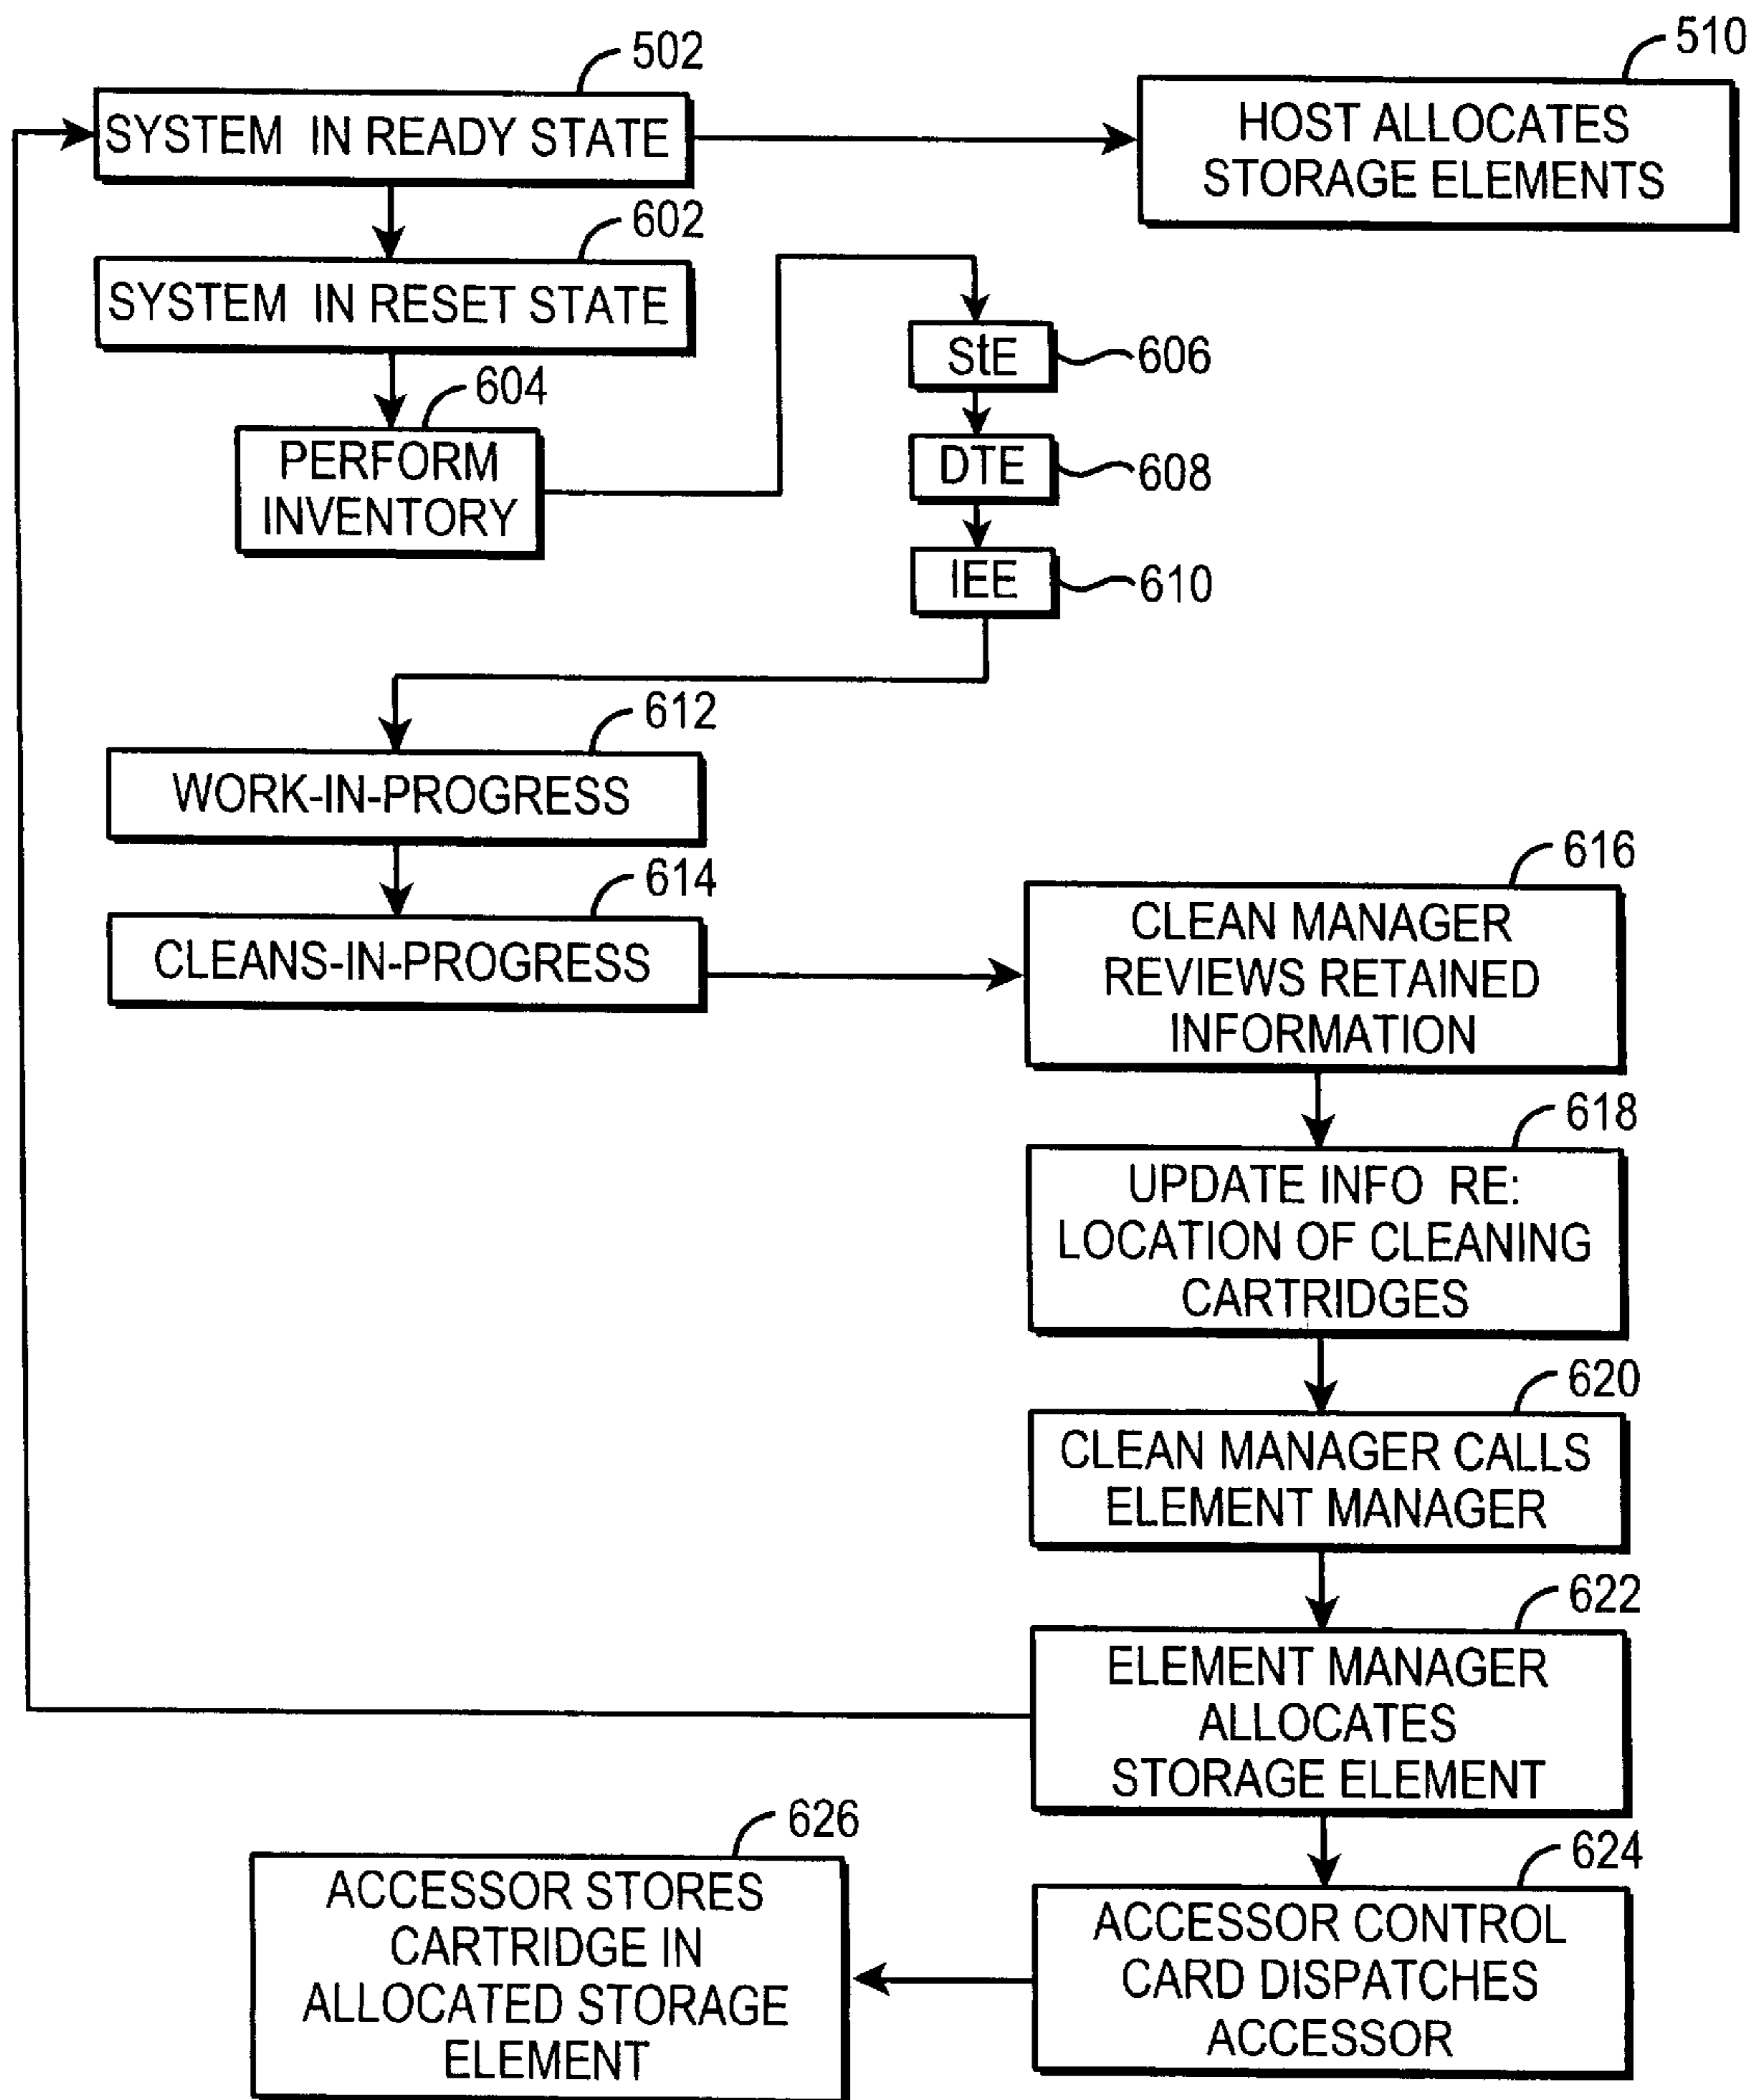 502
SYSTEM IN READY STATE
510
HOST ALLOCATES
STORAGE ELEMENTS
602
SYSTEM IN RESET STATE
604
PERFORM
INVENTORY
StE
606
DTE
608
IEE
610
612
WORK-IN-PROGRESS
614
CLEANS-IN-PROGRESS
616
CLEAN MANAGER
REVIEWS RETAINED
INFORMATION
618
UPDATE INFO RE:
LOCATION OF CLEANING
CARTRIDGES
620
CLEAN MANAGER CALLS
ELEMENT MANAGER
622
ELEMENT MANAGER
ALLOCATES
STORAGE ELEMENT
624
ACCESSOR CONTROL
CARD DISPATCHES
ACCESSOR
626
ACCESSOR STORES
CARTRIDGE IN
ALLOCATED STORAGE
ELEMENT